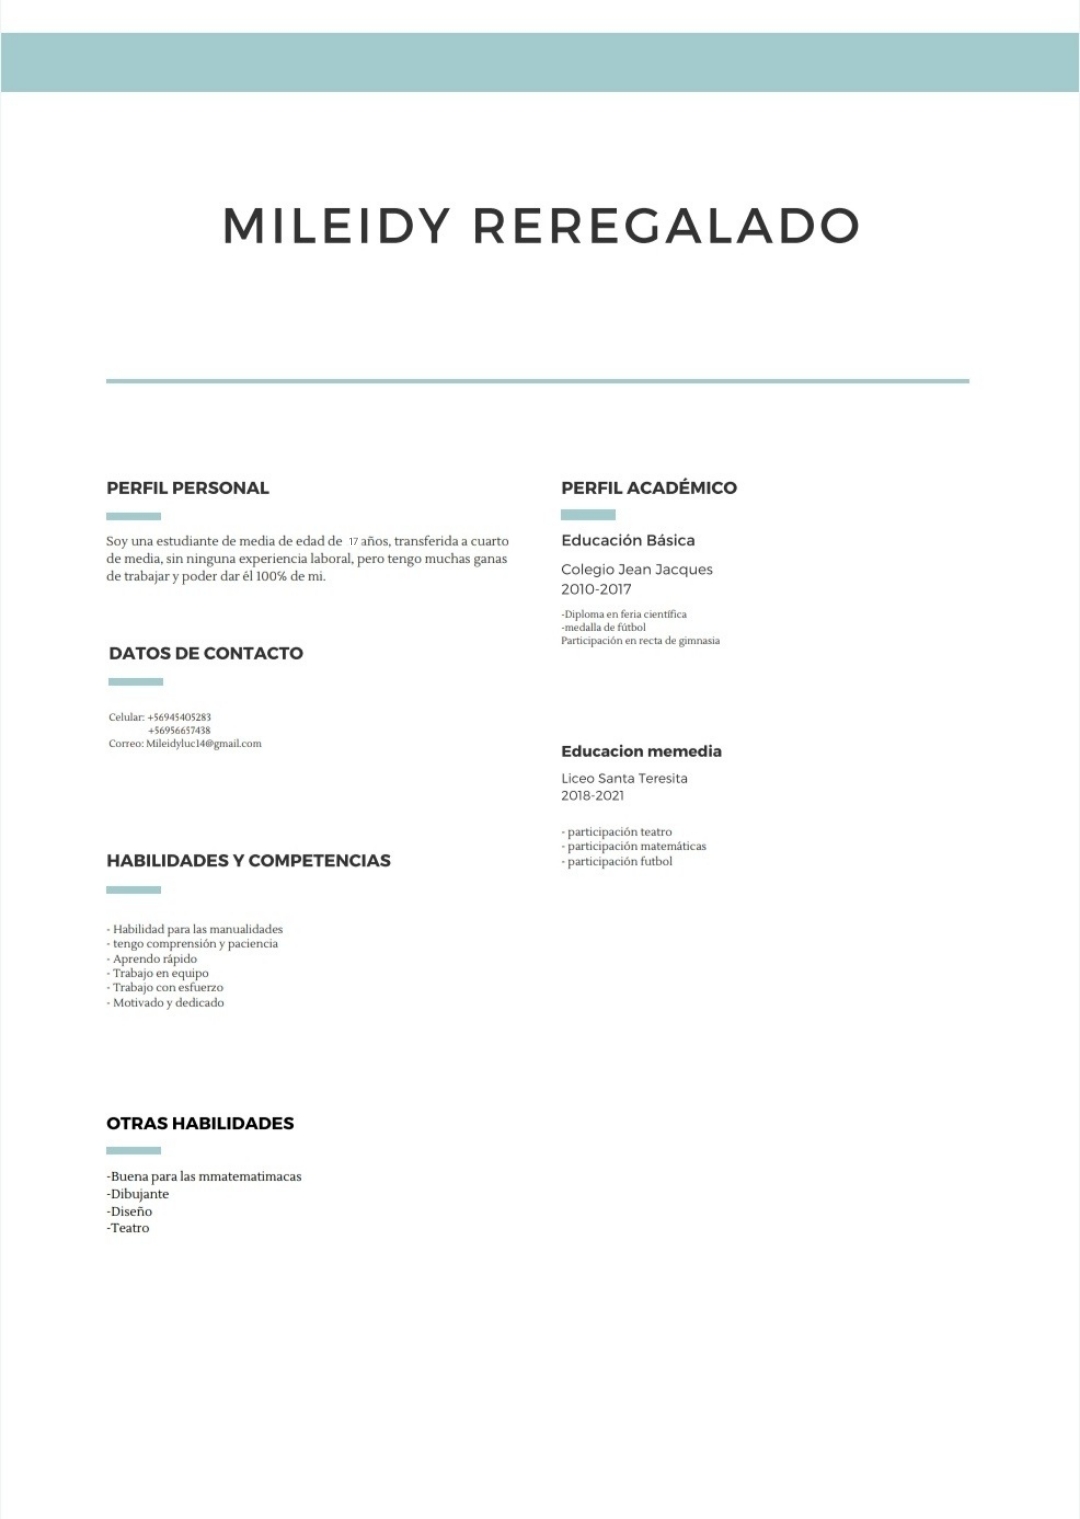 MILEIDY REREGALADO
PERFIL PERSONAL
Soy una estudiante de media de edad de 17 años, transferida a cuarto
de media, sin ninguna experiencia laboral, pero tengo muchas ganas
de trabajar y poder dar él 100% de mi.
DATOS DE CONTACTO
Celular: +56945405283
+56956657438
Correo: Mileidyluc14@gmail.com
HABILIDADES Y COMPETENCIAS
- Habilidad para las manualidades
- tengo comprensión y paciencia
- Aprendo rápido
- Trabajo en equipo
- Trabajo con esfuerzo
- Motivado y dedicado
OTRAS HABILIDADES
-Buena para las mmatematimacas
-Dibujante
-Diseño
-Teatro
PERFIL ACADÉMICO
Educación Básica
Colegio Jean Jacques
2010-2017
-Diploma en feria científica
-medalla de fútbol
Participación en recta de gimnasia
Educacion memedia
Liceo Santa Teresita
2018-2021
- participación teatro
- participación matemáticas
- participación futbol